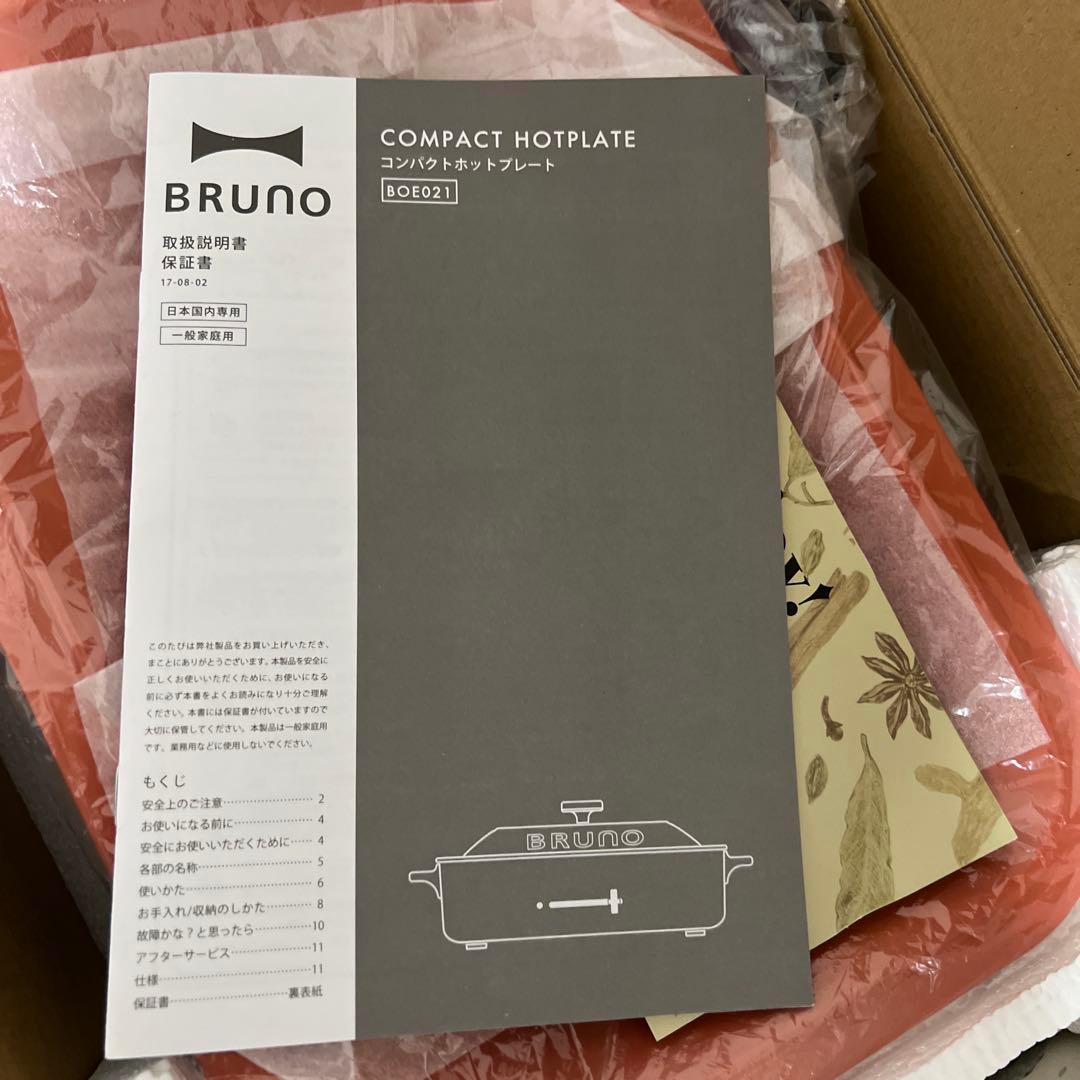 BRUNO
取扱説明書
保証書
17-08-02
日本国内専用
一般家庭用
COMPACT HOTPLATE
コンパクトホットプレート
BOE021
このたびは弊社製品をお買い上げいただき、
まことにありがとうございます。本製品を安全に
正しくお使いいただくために、お使いになる
前に必ず本書をよくお読みになり十分ご理解
ください。本書には保証書が付いていますので
大切に保管してください。本製品は一般家庭用
です、業務用などに使用しないでください。
もくじ
安全上のご注意……………………2
お使いになる前に…………………4
安全にお使いいただくために……4
各部の名称…………………………5
使いかた……………………………6
お手入れ/収納のしかた…………8
故障かな？と思ったら……………10
アフターサービス…………………11
仕様…………………………………11
保証書…………………………裏表紙
BRUNO